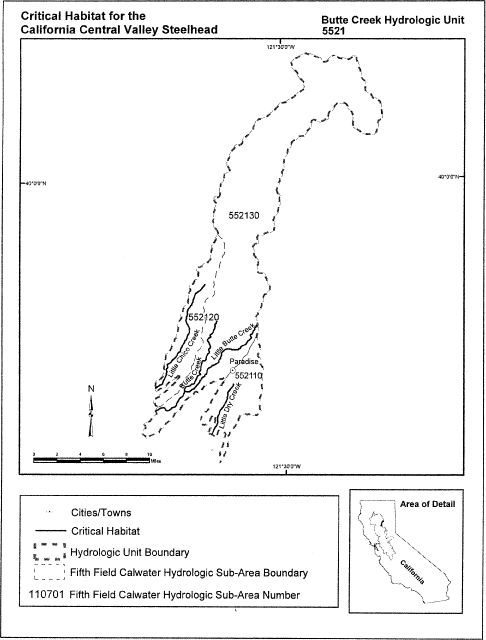 Critical Habitat for the
California Central Valley Steelhead
Butte Creek Hydrologic Unit
5521
121°30'0"W
40°0'0"N
40°0'0"N
552130
552120
Little Chico Creek
Butte Creek
Little Butte Creek
Paradise
552110
Little Dry Creek
N
0 2 4 6 8 10
Miles
121°30'0"W
Cities/Towns
Critical Habitat
Hydrologic Unit Boundary
Fifth Field Calwater Hydrologic Sub-Area Boundary
110701 Fifth Field Calwater Hydrologic Sub-Area Number
Area of Detail
California